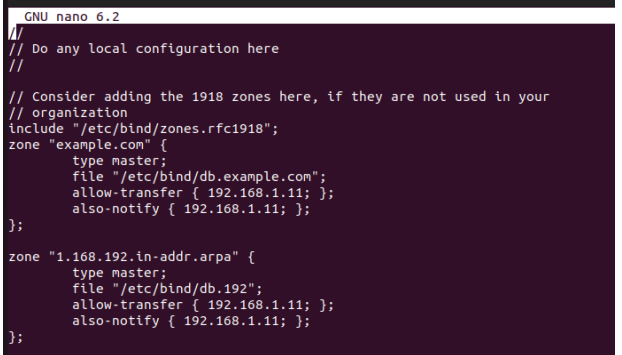 GNU nano 6.2
//
// Do any local configuration here
//
// Consider adding the 1918 zones here, if they are not used in your
// organization
include "/etc/bind/zones.rfc1918";
zone "example.com" {
        type master;
        file "/etc/bind/db.example.com";
        allow-transfer { 192.168.1.11; };
        also-notify { 192.168.1.11; };
};
zone "1.168.192.in-addr.arpa" {
        type master;
        file "/etc/bind/db.192";
        allow-transfer { 192.168.1.11; };
        also-notify { 192.168.1.11; };
};